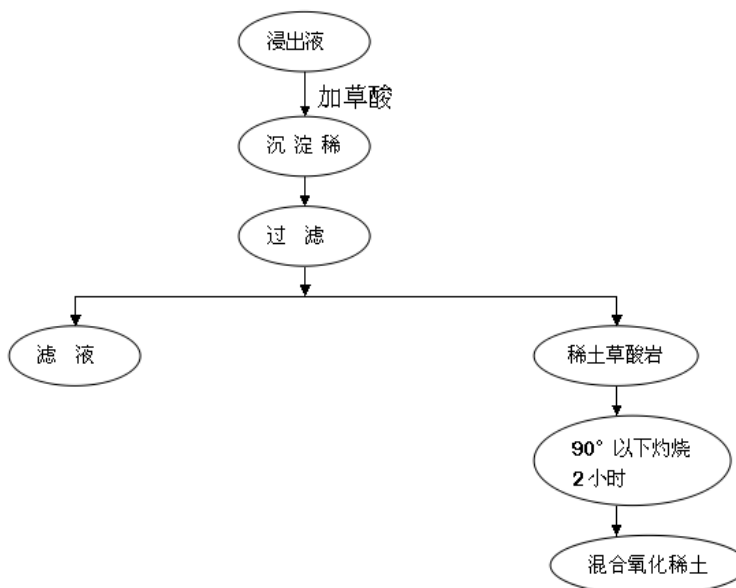 浸出液
加草酸
沉淀稀
过滤
滤液
稀土草酸岩
90°以下灼烧
2小时
混合氧化稀土